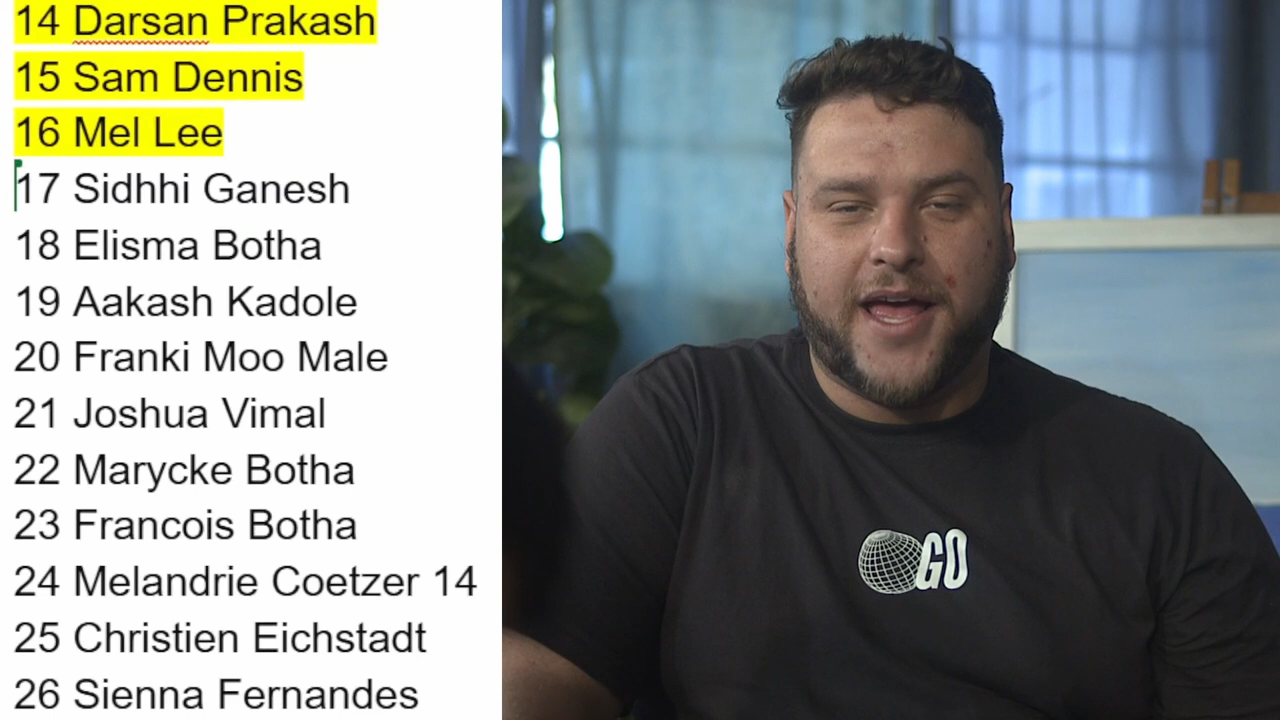 14 Darsan Prakash
15 Sam Dennis
16 Mel Lee
17 Sidhhi Ganesh
18 Elisma Botha
19 Aakash Kadole
20 Franki Moo Male
21 Joshua Vimal
22 Marycke Botha
23 Francois Botha
24 Melandrie Coetzer 14
25 Christien Eichstadt
26 Sienna Fernandes
GO